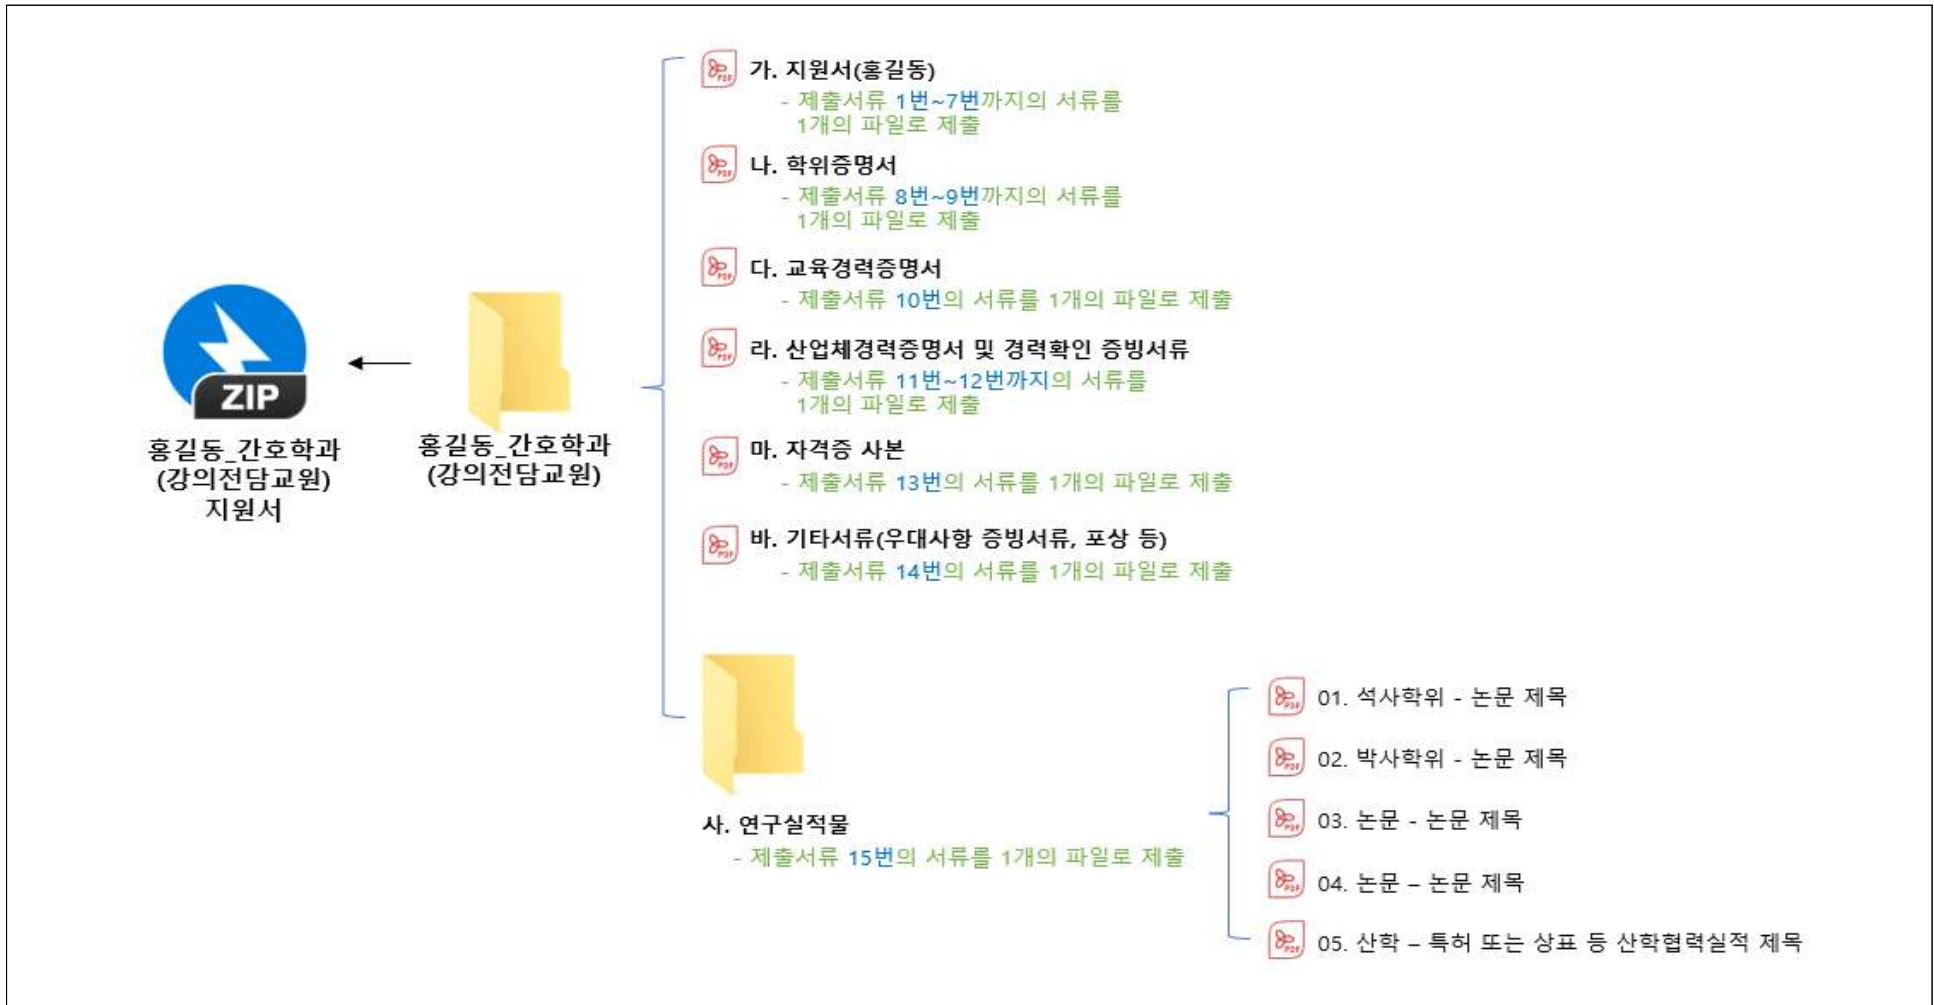 가. 지원서(홍길동)
- 제출서류 1번~7번까지의 서류를
1개의 파일로 제출
나. 학위증명서
- 제출서류 8번~9번까지의 서류를
1개의 파일로 제출
다. 교육경력증명서
- 제출서류 10번의 서류를 1개의 파일로 제출
라. 산업체경력증명서 및 경력확인 증빙서류
- 제출서류 11번~12번까지의 서류를
1개의 파일로 제출
마. 자격증 사본
- 제출서류 13번의 서류를 1개의 파일로 제출
바. 기타서류(우대사항 증빙서류, 포상 등)
- 제출서류 14번의 서류를 1개의 파일로 제출
ZIP
홍길동_간호학과
(강의전담교원)
지원서
홍길동_간호학과
(강의전담교원)
사. 연구실적물
- 제출서류 15번의 서류를 1개의 파일로 제출
PDF
01. 석사학위 - 논문 제목
02. 박사학위 - 논문 제목
03. 논문 - 논문 제목
04. 논문 – 논문 제목
05. 산학 – 특허 또는 상표 등 산학협력실적 제목